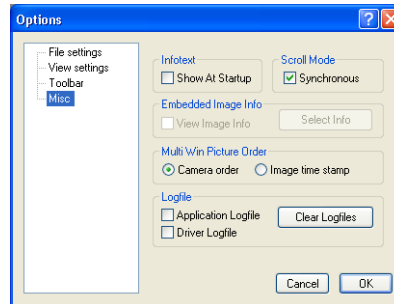 Options
File settings
View settings
Toolbar
Misc
Infotext
Show At Startup
Scroll Mode
Synchronous
Embedded Image Info
View Image Info
Select Info
Multi Win Picture Order
Camera order
Image time stamp
Logfile
Application Logfile
Driver Logfile
Clear Logfiles
Cancel
OK